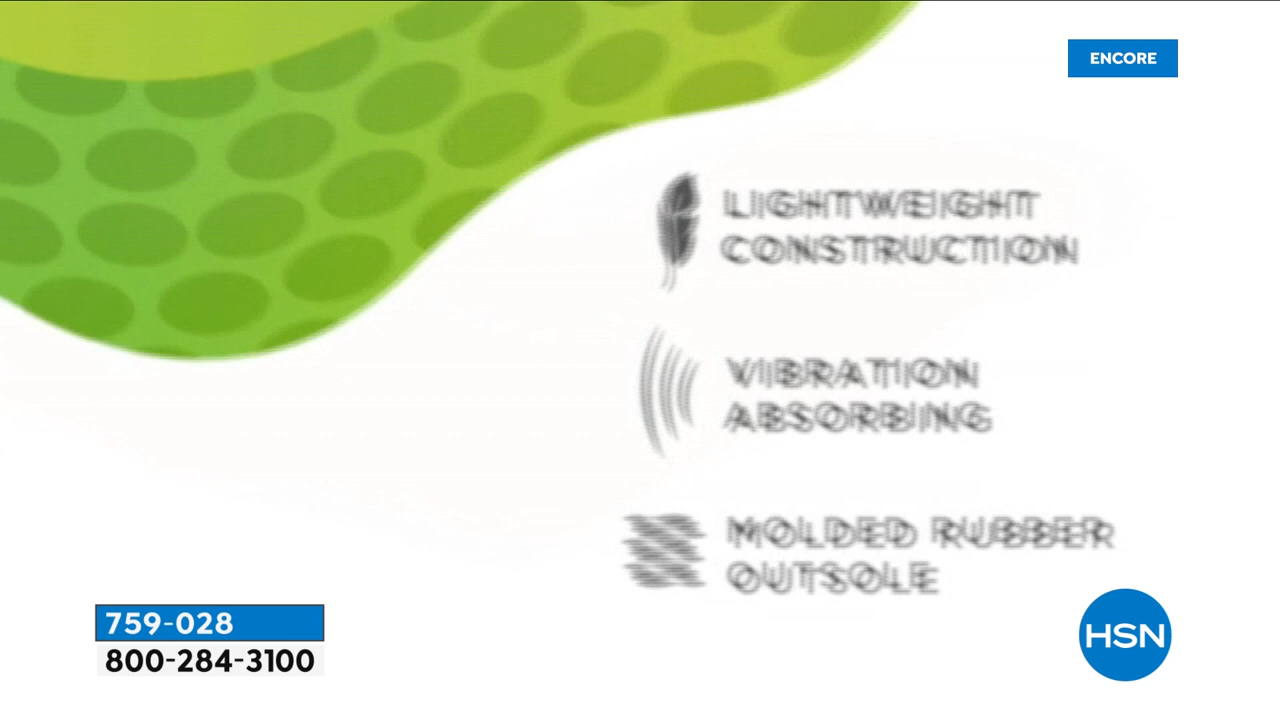 ENCORE
LIGHTWEIGHT
CONSTRUCTION
VIBRATION
ABSORBING
MOLDED RUBBER
OUTSOLE
759-028
800-284-3100
HSN